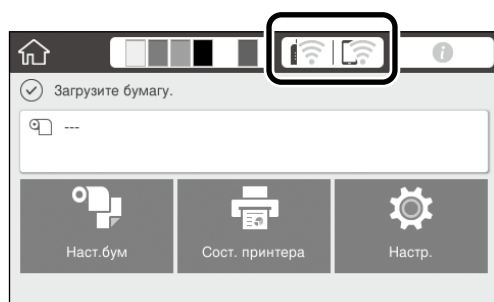 Загрузите бумагу.
---
Наст.бум
Сост. принтера
Настр.